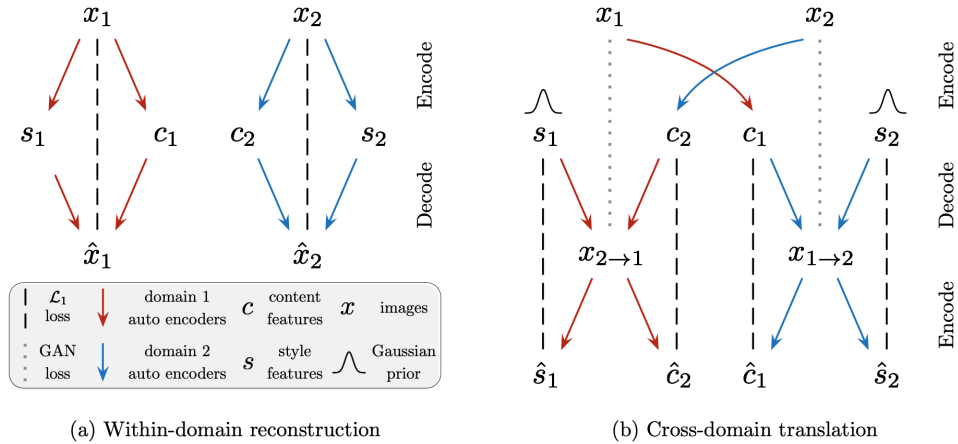 x₁ x₂
s₁ c₁ c₂ s₂
x̂₁ x̂₂
Encode
Decode
ℒ₁ loss
domain 1 auto encoders
c content features
x images
GAN loss
domain 2 auto encoders
s style features
Gaussian prior
(a) Within-domain reconstruction
x₁ x₂
s₁ c₂ c₁ s₂
x₂→₁ x₁→₂
ŝ₁ ĉ₂ ĉ₁ ŝ₂
Encode
Decode
Encode
(b) Cross-domain translation